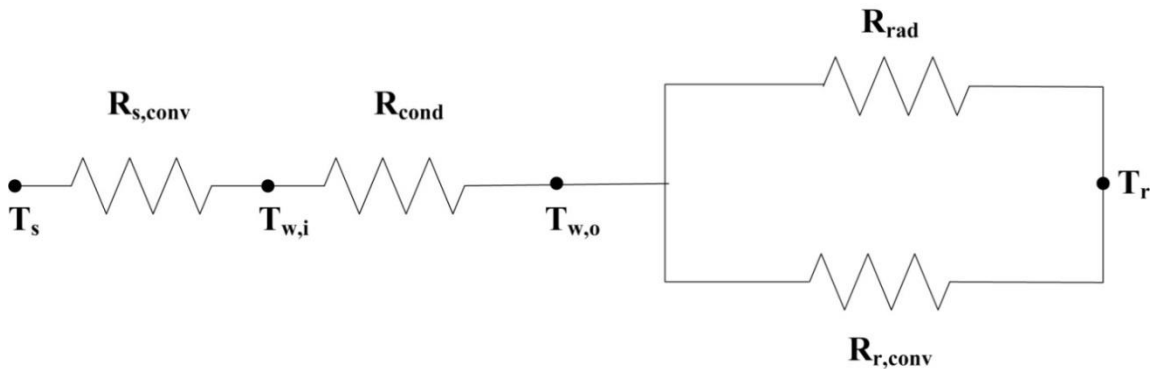 R_rad
R_s,conv
R_cond
T_s
T_w,i
T_w,o
T_r
R_r,conv